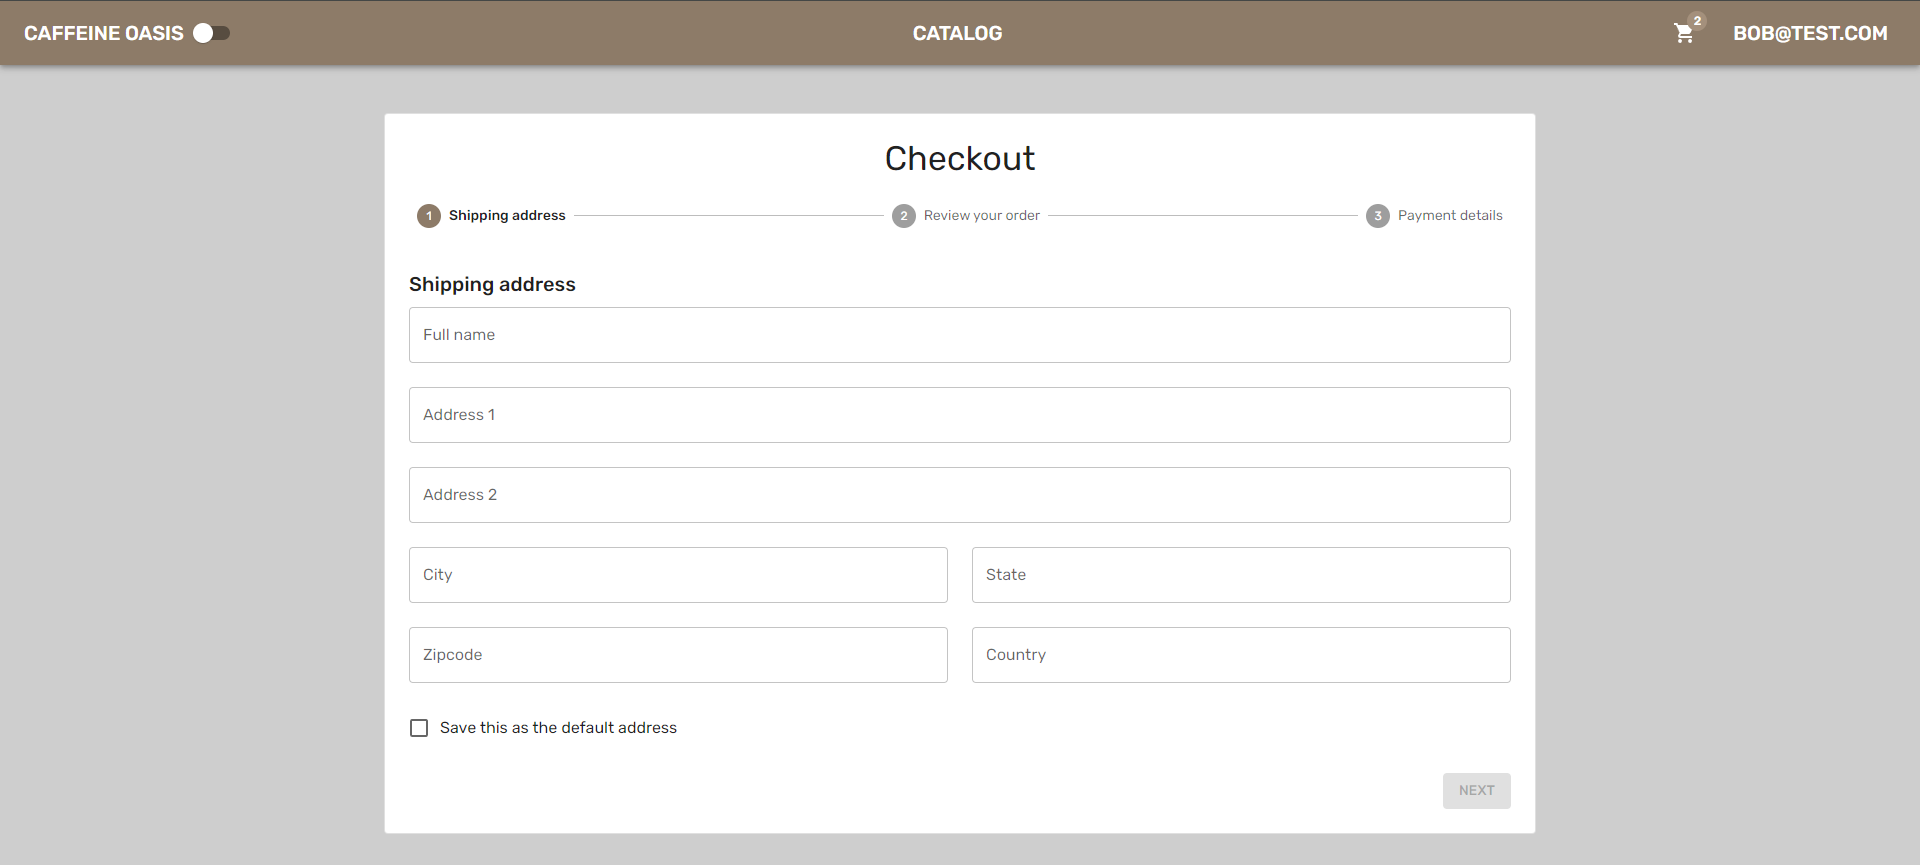 CAFFEINE OASIS CATALOG 2 BOB@TEST.COM
Checkout
1 Shipping address 2 Review your order 3 Payment details
Shipping address
Full name
Address 1
Address 2
City State
Zipcode Country
Save this as the default address
NEXT